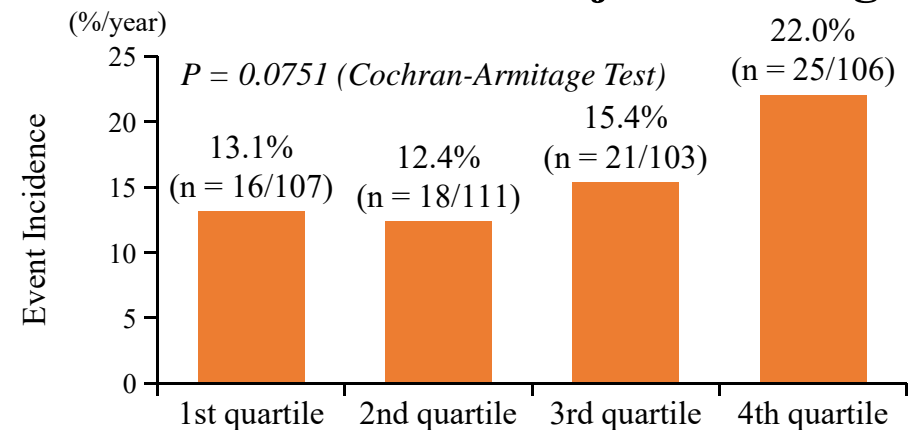 (%/year)
25
20
15
10
5
0
Event Incidence
P = 0.0751 (Cochran-Armitage Test)
13.1%
(n = 16/107)
12.4%
(n = 18/111)
15.4%
(n = 21/103)
22.0%
(n = 25/106)
1st quartile
2nd quartile
3rd quartile
4th quartile